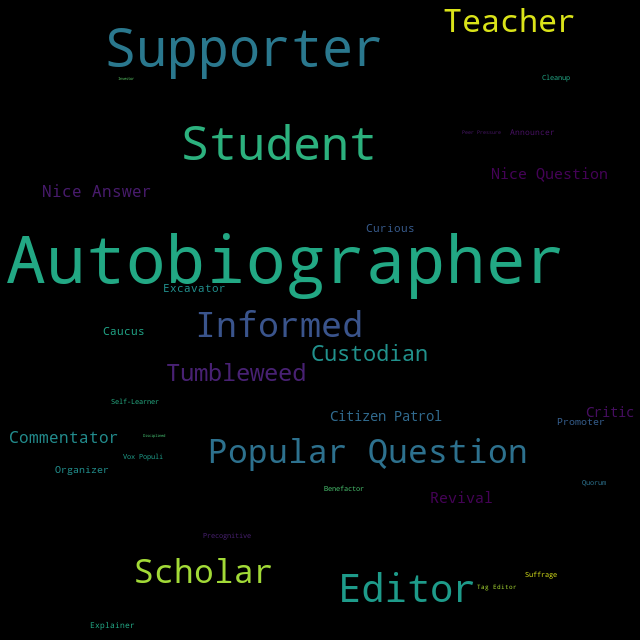 Teacher
Supporter
Cleanup
Announcer
Peer Pressure
Student
Nice Question
Nice Answer
Curious
Autobiographer
Excavator
Informed
Caucus
Custodian
Tumbleweed
Self-Learner
Critic
Citizen Patrol
Promoter
Commentator
Disciplined
Popular Question
Vox Populi
Organizer
Quorum
Benefactor
Revival
Precognitive
Scholar
Suffrage
Editor
Tag Editor
Explainer